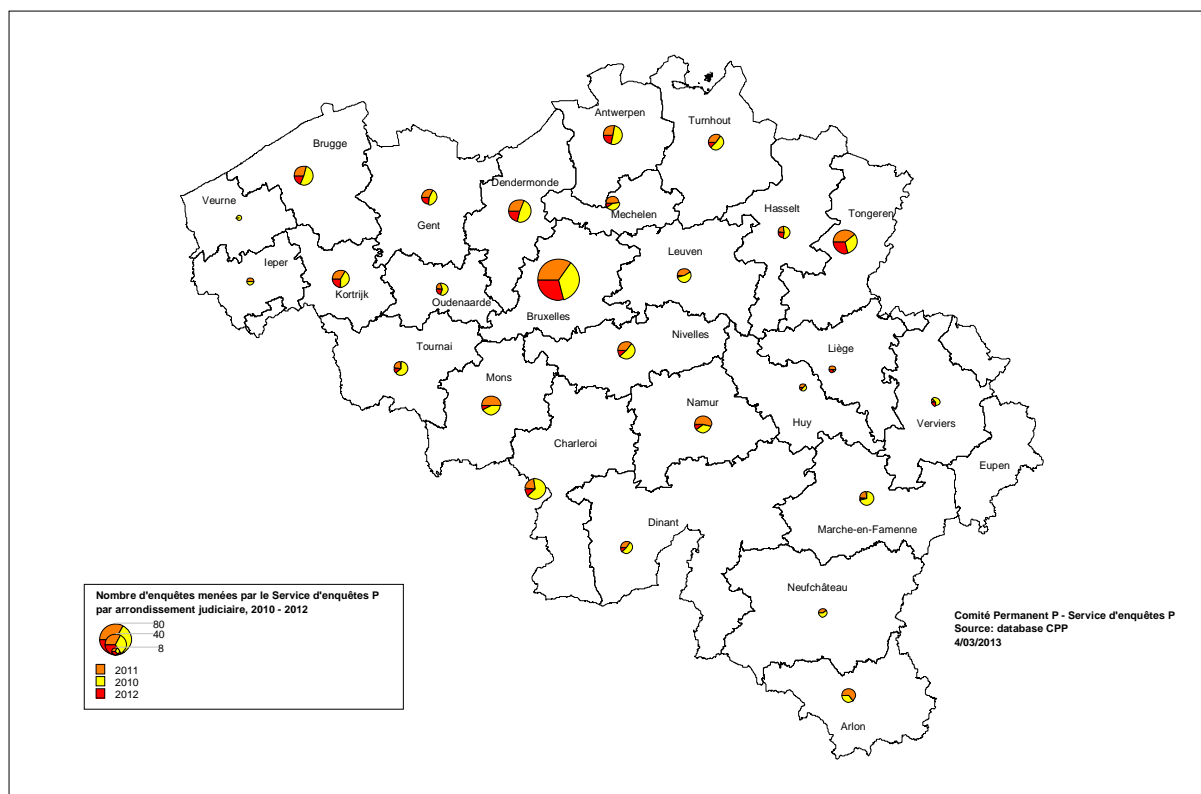 Antwerpen
Turnhout
Brugge
Dendermonde
Veurne
Mechelen
Hasselt
Tongeren
Gent
Ieper
Leuven
Kortrijk
Oudenaarde
Bruxelles
Tournai
Nivelles
Liège
Mons
Namur
Huy
Verviers
Charleroi
Eupen
Dinant
Marche-en-Famenne
Neufchâteau
Arlon
Nombre d'enquêtes menées par le Service d'enquêtes P
par arrondissement judiciaire, 2010 - 2012
80
40
8
2011
2010
2012
Comité Permanent P - Service d'enquêtes P
Source: database CPP
4/03/2013